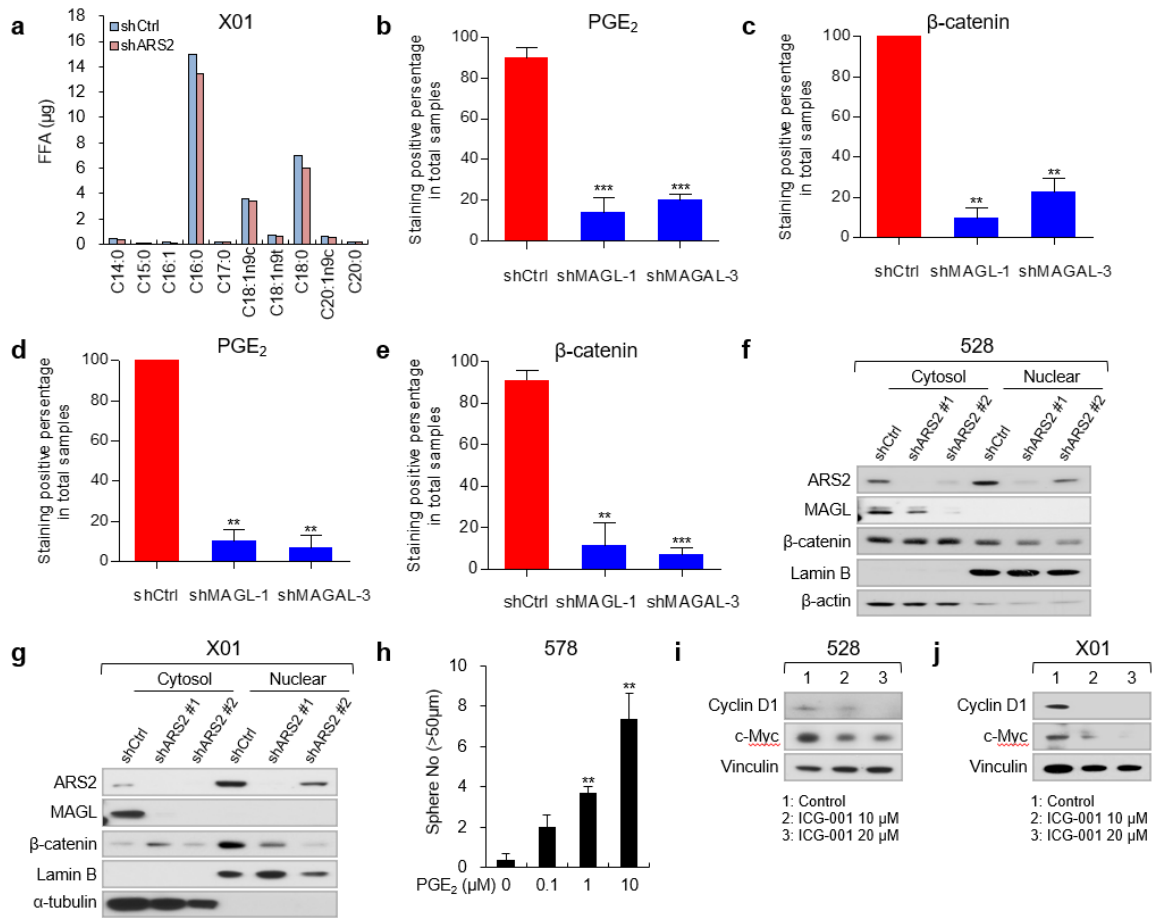 a
X01
shCtrl
shARS2
FFA (µg)
18
16
14
12
10
8
6
4
2
0
C14:0
C15:0
C16:1
C16:0
C17:0
C18:1n9c
C18:1n9t
C18:0
C20:1n9c
C20:0
b
PGE2
Staining positive persentage
in total samples
100
80
60
40
20
0
***
***
shCtrl shMAGL-1 shMAGAL-3
c
β-catenin
Staining positive persentage
in total samples
100
80
60
40
20
0
**
**
shCtrl shMAGL-1 shMAGAL-3
d
PGE2
Staining positive percentage
in total samples
100
80
60
40
20
0
**
**
shCtrl shMAGL-1 shMAGAL-3
e
β-catenin
Staining positive percentage
in total samples
100
80
60
40
20
0
**
***
shCtrl shMAGL-1 shMAGAL-3
f
528
Cytosol Nuclear
shCtrl shARS2 #1 shARS2 #2 shCtrl shARS2 #1 shARS2 #2
ARS2
MAGL
β-catenin
Lamin B
β-actin
g
X01
Cytosol Nuclear
shCtrl shARS2 #1 shARS2 #2 shCtrl shARS2 #1 shARS2 #2
ARS2
MAGL
β-catenin
Lamin B
α-tubulin
h
578
Sphere No (>50µm)
10
8
6
4
2
0
**
**
PGE2 (µM) 0 0.1 1 10
i
528
1 2 3
Cyclin D1
c-Myc
Vinculin
1: Control
2: ICG-001 10 µM
3: ICG-001 20 µM
j
X01
1 2 3
Cyclin D1
c-Myc
Vinculin
1: Control
2: ICG-001 10 µM
3: ICG-001 20 µM